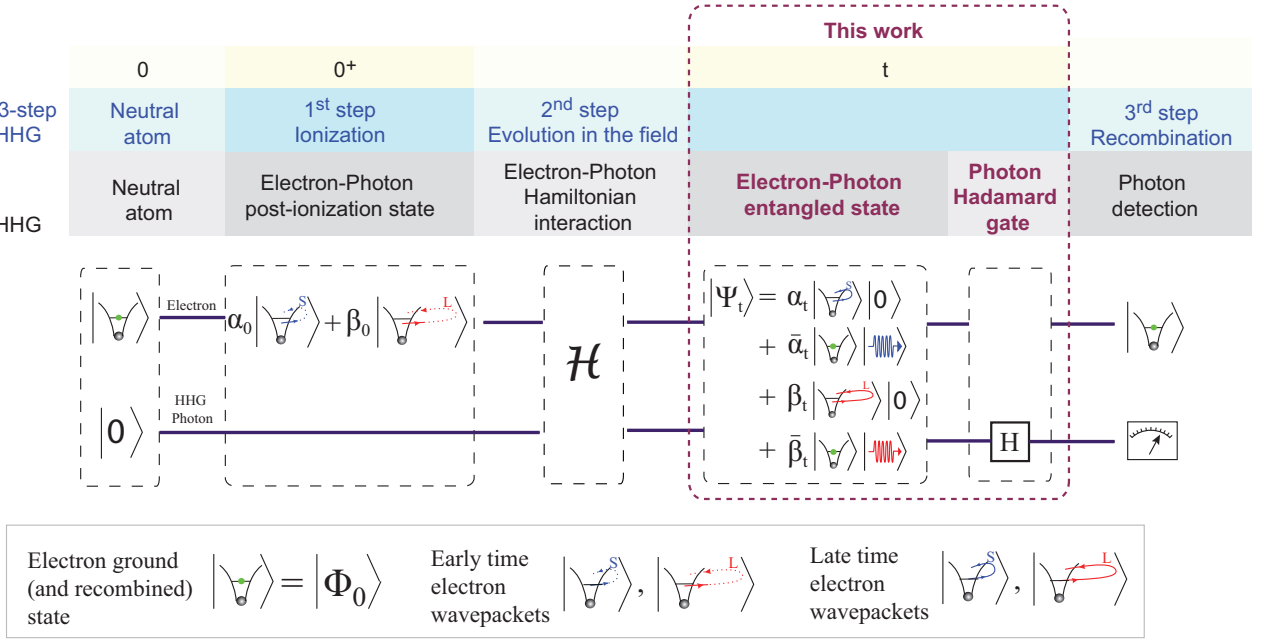 This work
0 0⁺ t
3-step HHG
Neutral atom
1st step Ionization
2nd step Evolution in the field
3rd step Recombination
HHG
Neutral atom
Electron-Photon post-ionization state
Electron-Photon Hamiltonian interaction
Electron-Photon entangled state
Photon Hadamard gate
Photon detection
Electron
α₀| S ⟩ + β₀| L ⟩
|0⟩
HHG Photon
ℋ
|Ψₜ⟩ = αₜ| S ⟩|0⟩
+ ᾱₜ| ⟩| ⟩
+ βₜ| L ⟩|0⟩
+ β̄ₜ| ⟩| ⟩
H
Electron ground (and recombined) state
| ⟩ = |Φ₀⟩
Early time electron wavepackets
| S ⟩, | L ⟩
Late time electron wavepackets
| S ⟩, | L ⟩